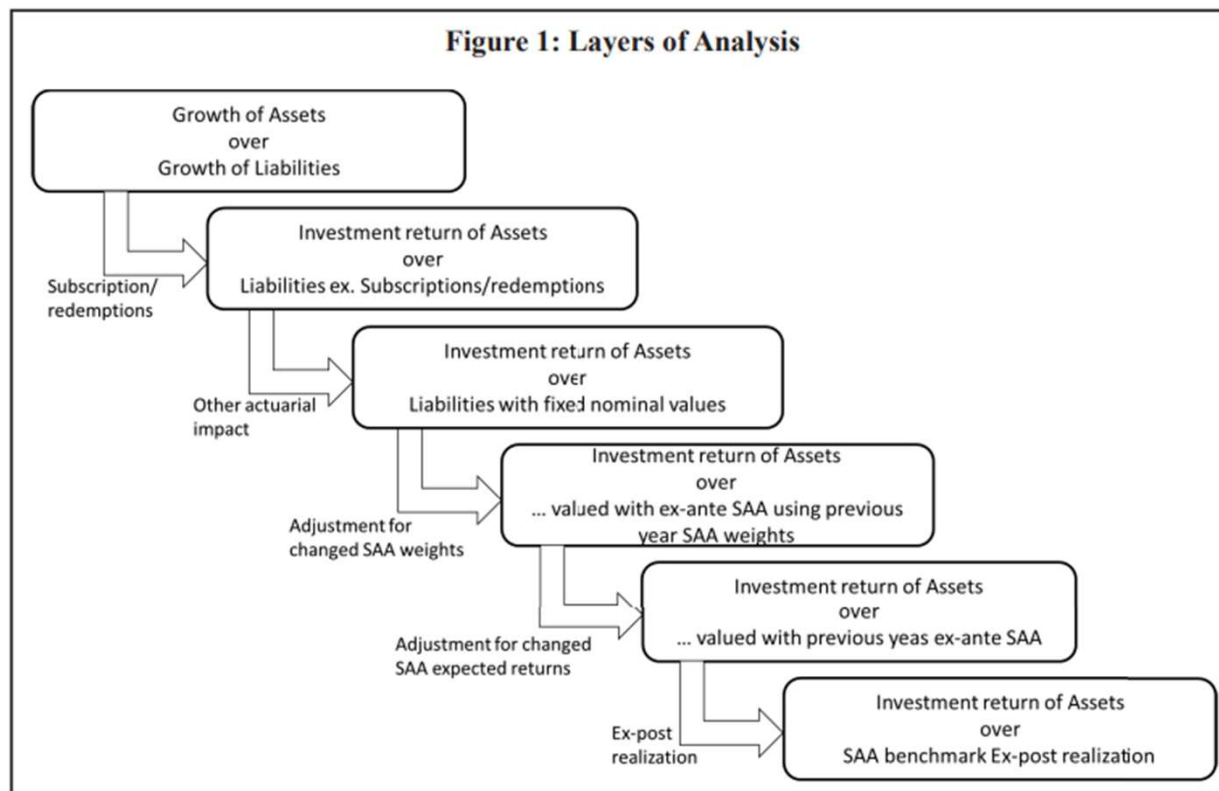 Figure 1: Layers of Analysis
Growth of Assets
over
Growth of Liabilities
Subscription/
redemptions
Investment return of Assets
over
Liabilities ex. Subscriptions/redemptions
Other actuarial
impact
Investment return of Assets
over
Liabilities with fixed nominal values
Adjustment for
changed SAA weights
Investment return of Assets
over
... valued with ex-ante SAA using previous
year SAA weights
Adjustment for changed
SAA expected returns
Investment return of Assets
over
... valued with previous yeas ex-ante SAA
Ex-post
realization
Investment return of Assets
over
SAA benchmark Ex-post realization